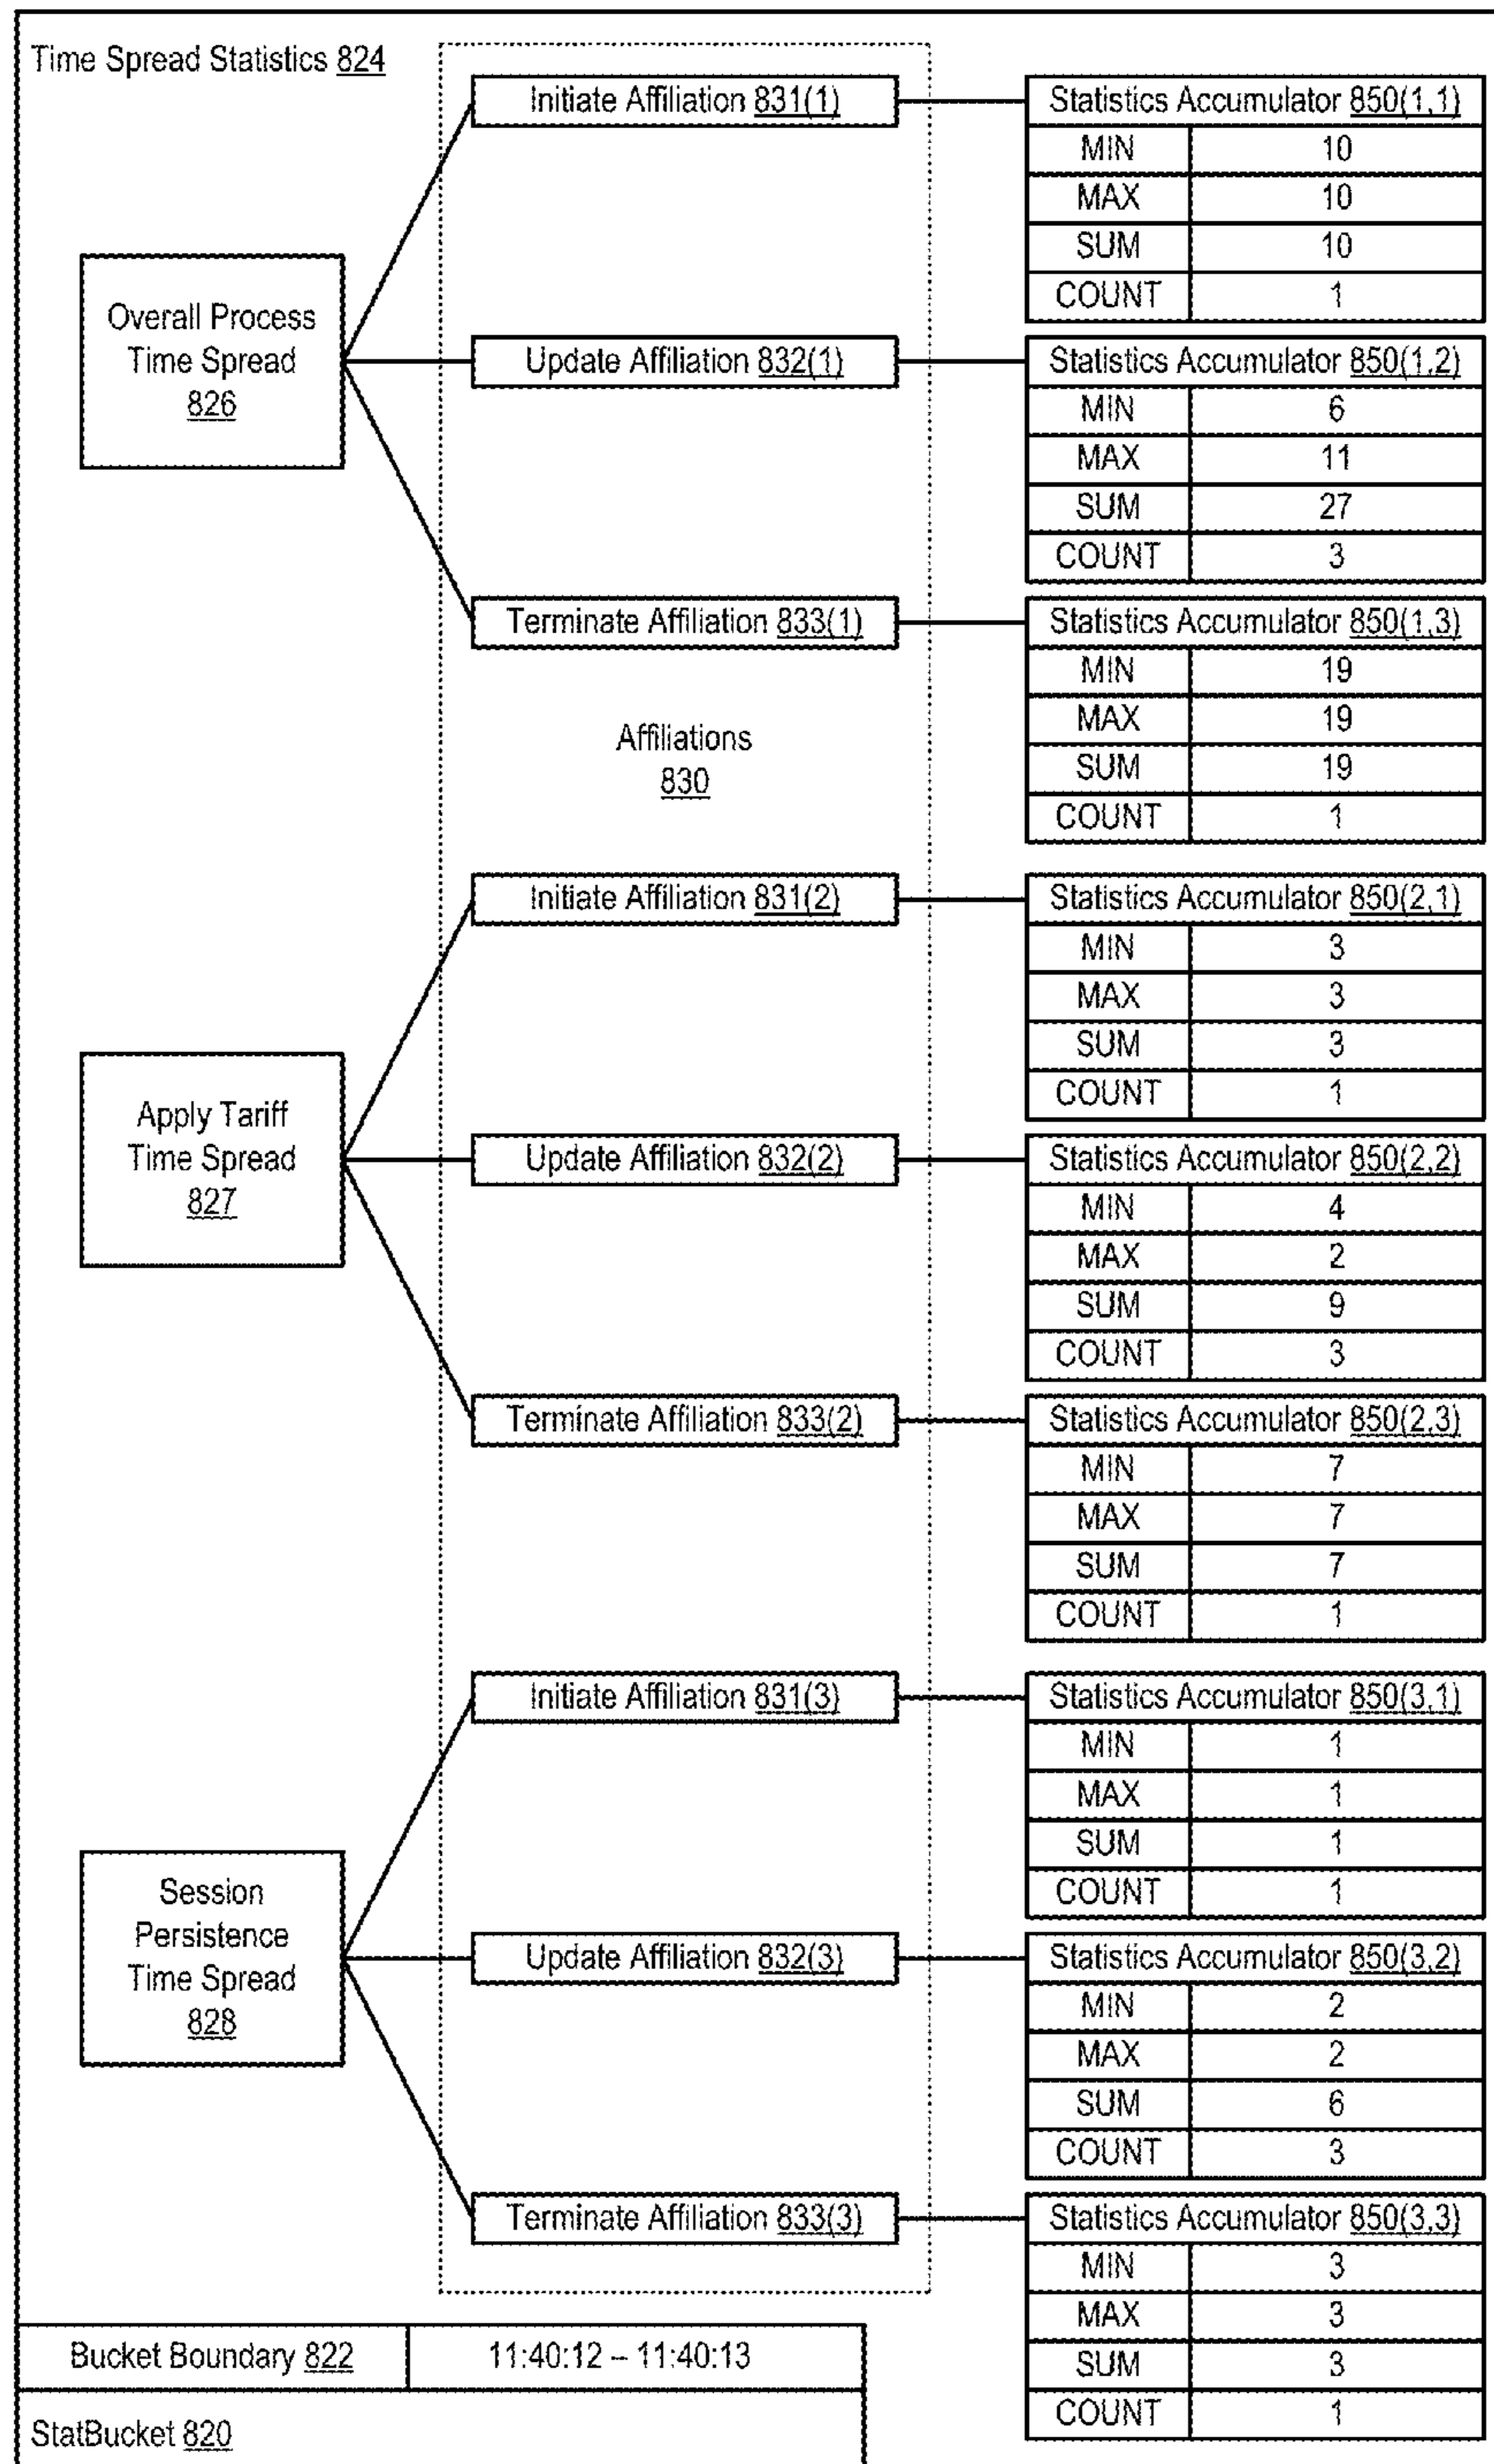 Time Spread Statistics 824
Overall Process
Time Spread
826
Initiate Affiliation 831(1)
Statistics Accumulator 850(1,1)
MIN 10
MAX 10
SUM 10
COUNT 1
Update Affiliation 832(1)
Statistics Accumulator 850(1,2)
MIN 6
MAX 11
SUM 27
COUNT 3
Terminate Affiliation 833(1)
Statistics Accumulator 850(1,3)
MIN 19
MAX 19
SUM 19
COUNT 1
Affiliations
830
Apply Tariff
Time Spread
827
Initiate Affiliation 831(2)
Statistics Accumulator 850(2,1)
MIN 3
MAX 3
SUM 3
COUNT 1
Update Affiliation 832(2)
Statistics Accumulator 850(2,2)
MIN 4
MAX 2
SUM 9
COUNT 3
Terminate Affiliation 833(2)
Statistics Accumulator 850(2,3)
MIN 7
MAX 7
SUM 7
COUNT 1
Session
Persistence
Time Spread
828
Initiate Affiliation 831(3)
Statistics Accumulator 850(3,1)
MIN 1
MAX 1
SUM 1
COUNT 1
Update Affiliation 832(3)
Statistics Accumulator 850(3,2)
MIN 2
MAX 2
SUM 6
COUNT 3
Terminate Affiliation 833(3)
Statistics Accumulator 850(3,3)
MIN 3
MAX 3
SUM 3
COUNT 1
Bucket Boundary 822 11:40:12 – 11:40:13
StatBucket 820